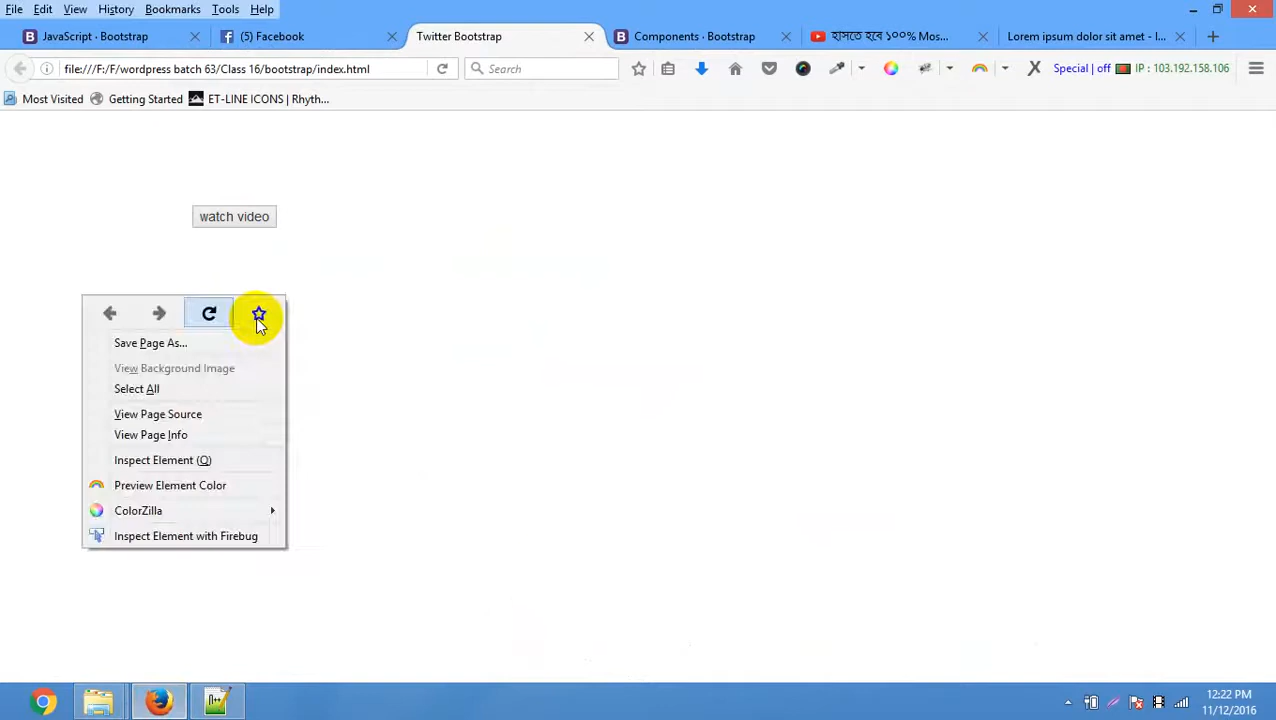 File Edit View History Bookmarks Tools Help
JavaScript · Bootstrap (5) Facebook Twitter Bootstrap Components · Bootstrap হাসতে হবে ১০০% Mos... Lorem ipsum dolor sit amet - l...
file:///F:/F/wordpress batch 63/Class 16/bootstrap/index.html Search Special | off IP : 103.192.158.106
Most Visited Getting Started ET-LINE ICONS | Rhyth...
watch video
Save Page As...
View Background Image
Select All
View Page Source
View Page Info
Inspect Element (Q)
Preview Element Color
ColorZilla
Inspect Element with Firebug
12:22 PM
11/12/2016